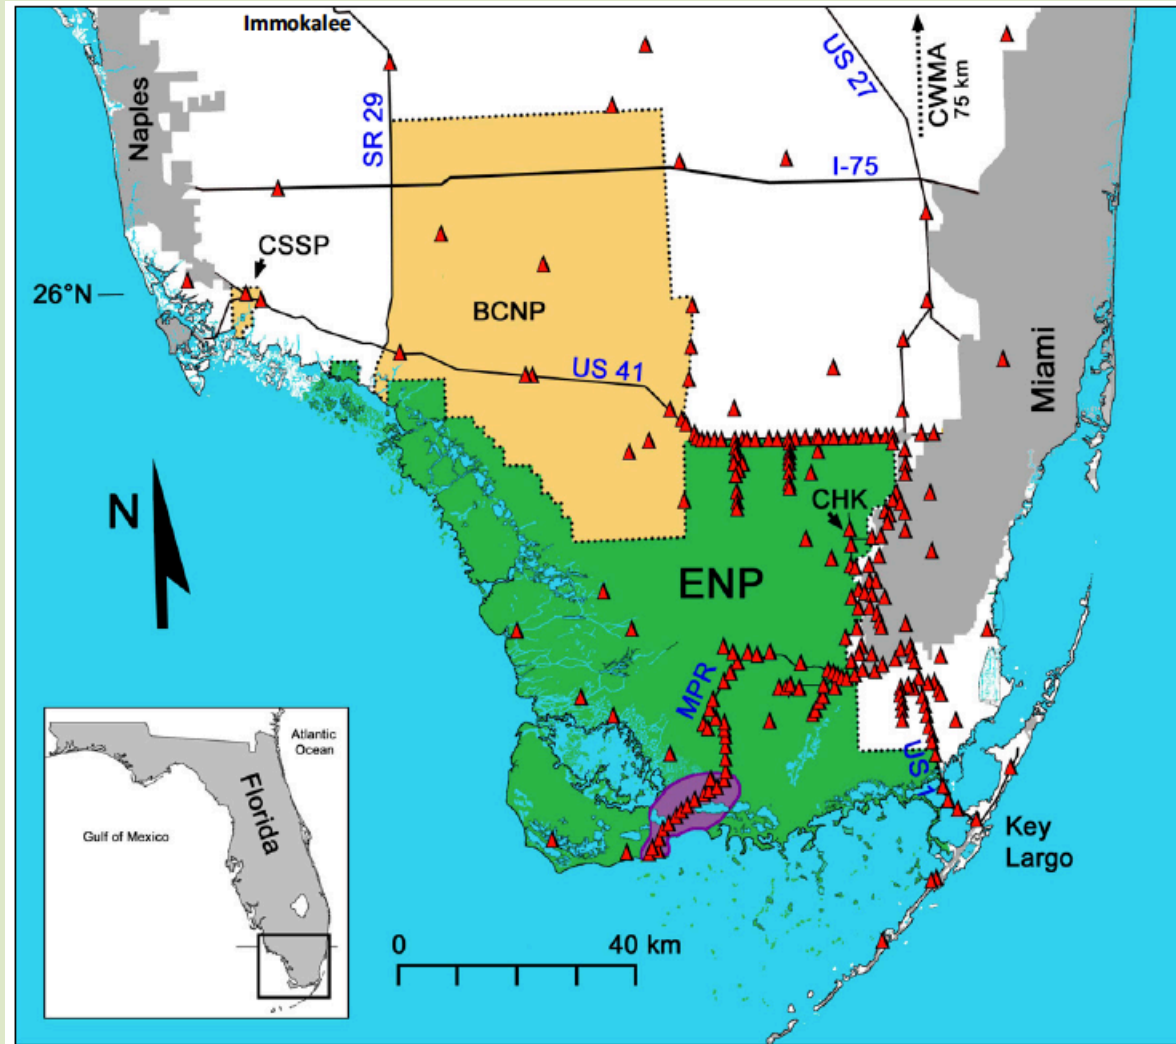 Immokalee
Naples
SR 29
US 27
CWMA
75 km
I-75
CSSP
26°N
BCNP
US 41
Miami
CHK
N
ENP
MPR
US 1
Key
Largo
0
40 km
Atlantic
Ocean
Florida
Gulf of Mexico